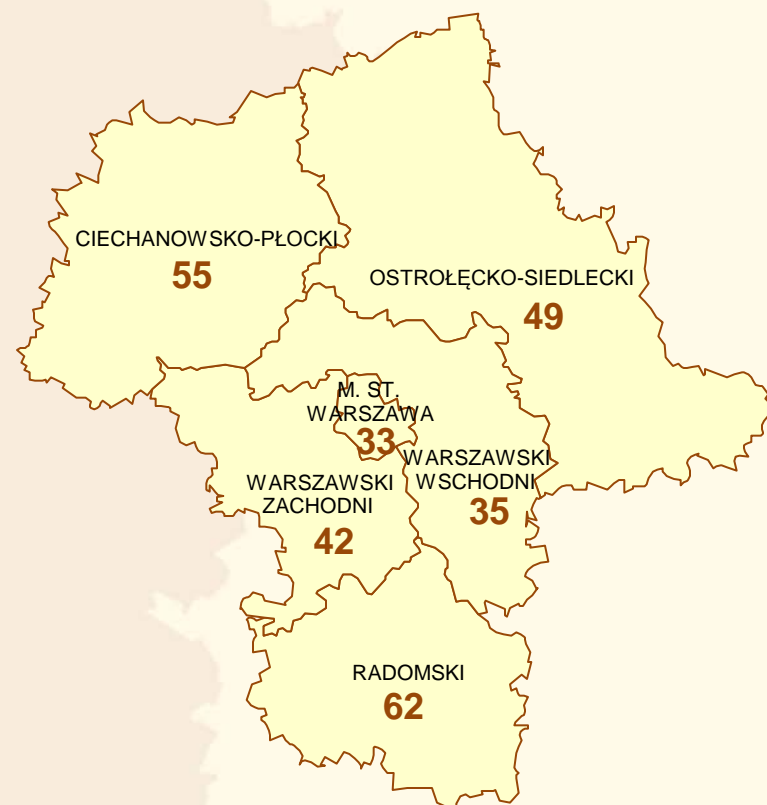 CIECHANOWSKO-PŁOCKI
55
OSTROŁĘCKO-SIEDLECKI
49
M. ST.
WARSZAWA
33
WARSZAWSKI
WSCHODNI
35
WARSZAWSKI
ZACHODNI
42
RADOMSKI
62